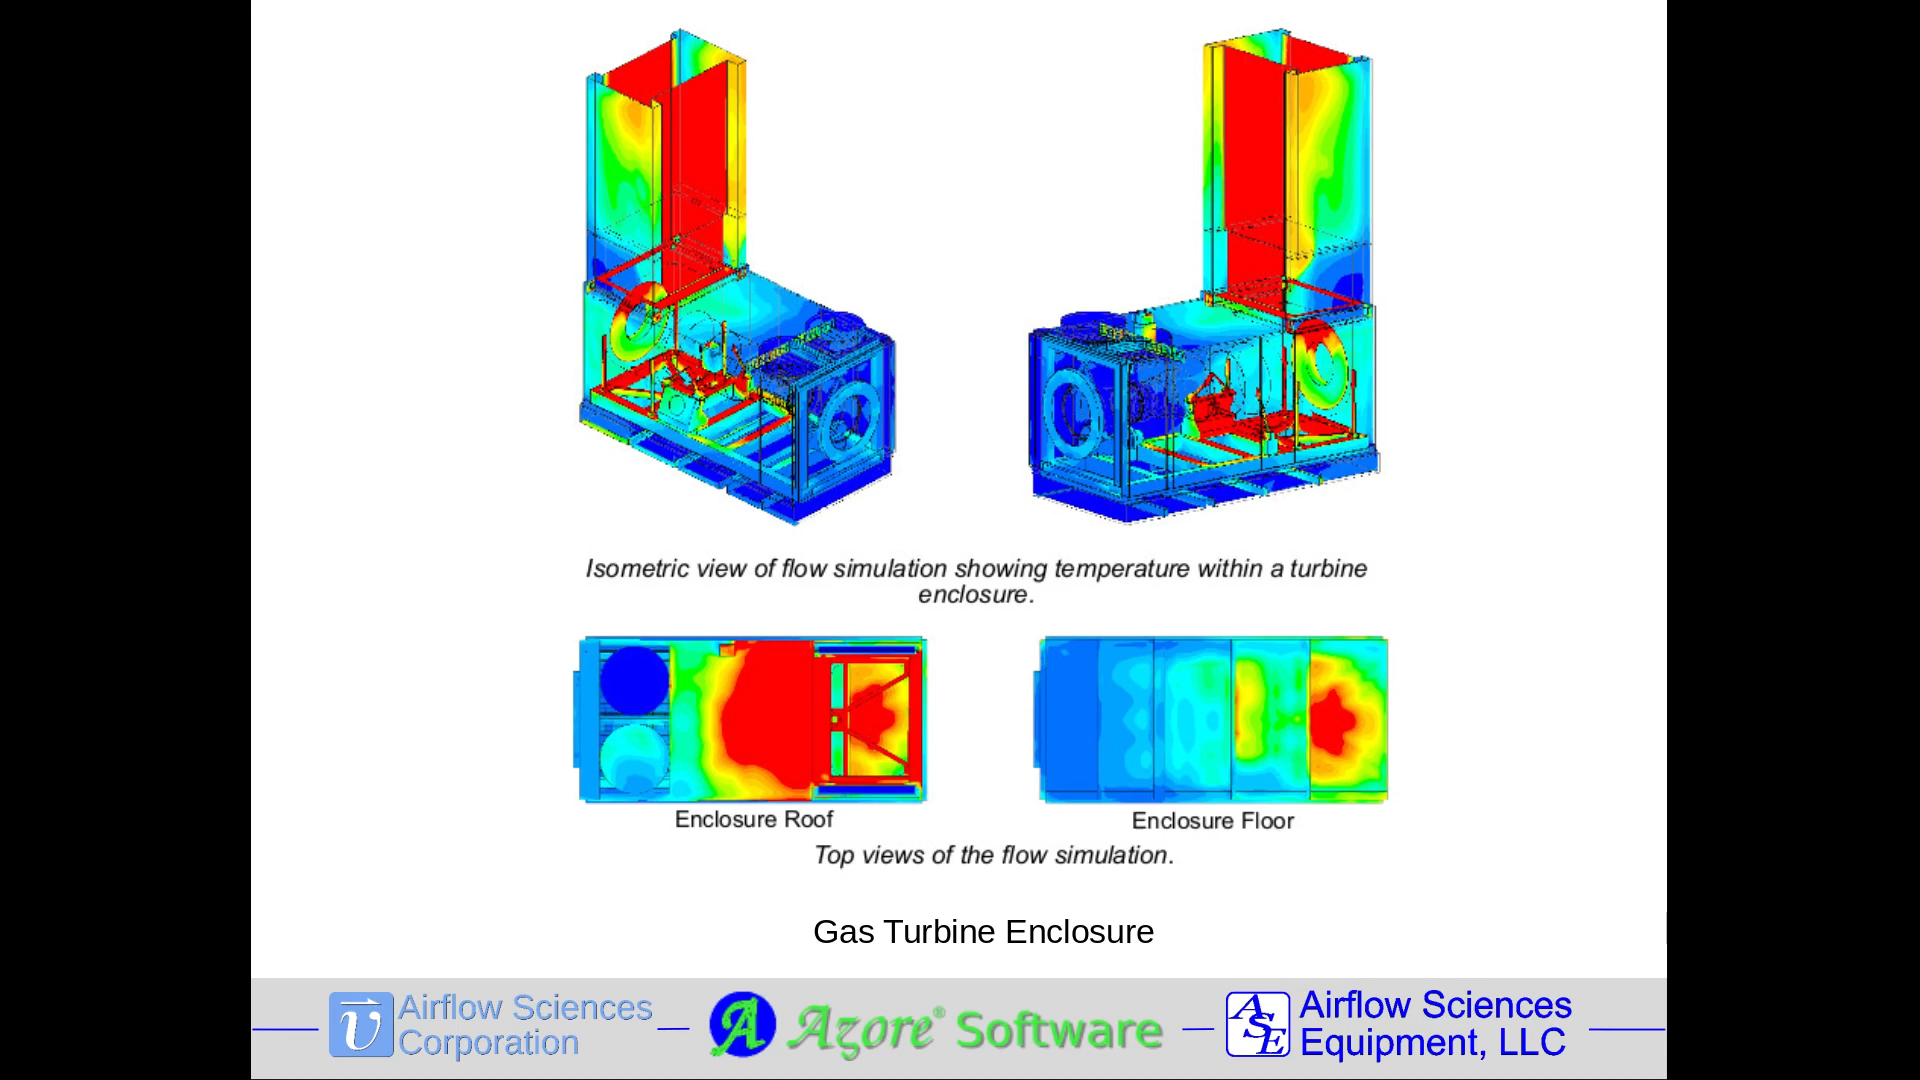 Isometric view of flow simulation showing temperature within a turbine
enclosure.
Enclosure Roof
Enclosure Floor
Top views of the flow simulation.
Gas Turbine Enclosure
Airflow Sciences
Corporation
Azore® Software
ASE
Airflow Sciences
Equipment, LLC